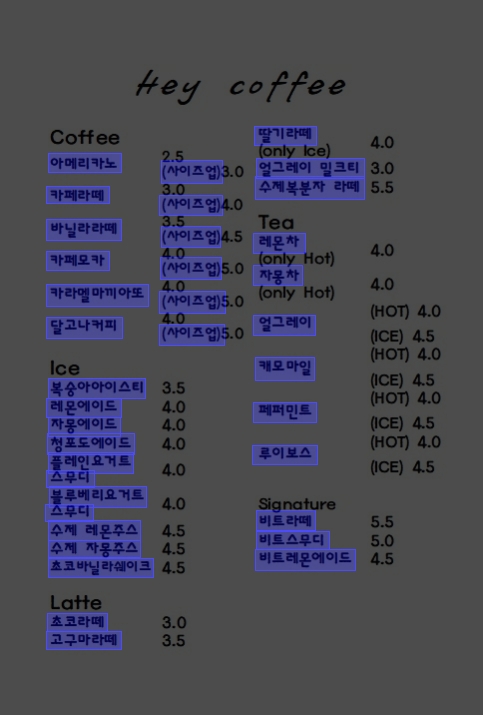 Hey coffee
Coffee
아메리카노 2.5
(사이즈업)3.0
카페라떼 3.0
(사이즈업)4.0
바닐라라떼 3.5
(사이즈업)4.5
카페모카 4.0
(사이즈업)5.0
카라멜마끼아또 4.0
(사이즈업)5.0
달고나커피 4.0
(사이즈업)5.0
Ice
복숭아아이스티 3.5
레몬에이드 4.0
자몽에이드 4.0
청포도에이드 4.0
플레인요거트
스무디 4.0
블루베리요거트
스무디 4.0
수제 레몬주스 4.5
수제 자몽주스 4.5
초코바닐라쉐이크 4.5
Latte
초코라떼 3.0
고구마라떼 3.5
딸기라떼
(only Ice) 4.0
얼그레이 밀크티 3.0
수제복분자 라떼 5.5
Tea
레몬차
(only Hot) 4.0
자몽차
(only Hot) 4.0
얼그레이 (HOT) 4.0
(ICE) 4.5
캐모마일 (HOT) 4.0
(ICE) 4.5
페퍼민트 (HOT) 4.0
(ICE) 4.5
루이보스 (HOT) 4.0
(ICE) 4.5
Signature
비트라떼 5.5
비트스무디 5.0
비트레몬에이드 4.5